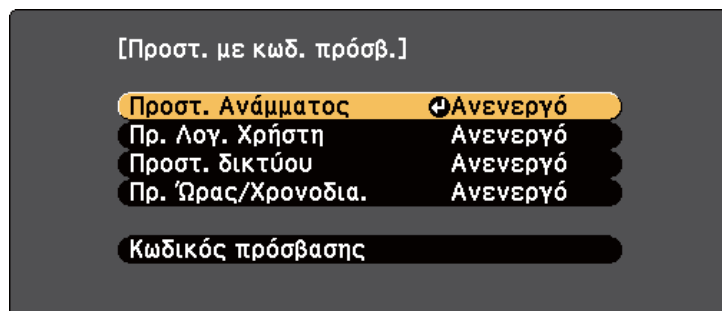 [Προστ. με κωδ. πρόσβ.]
Προστ. Ανάμματος Ανενεργό
Πρ. Λογ. Χρήστη Ανενεργό
Προστ. δικτύου Ανενεργό
Πρ. Ώρας/Χρονοδια. Ανενεργό
Κωδικός πρόσβασης